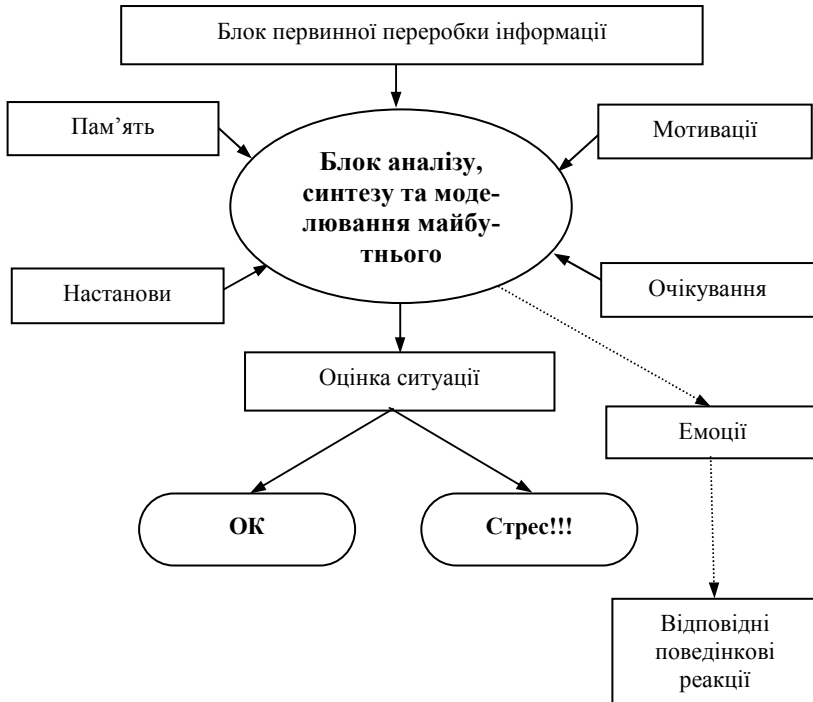 Блок первинної переробки інформації
Пам’ять
Мотивації
Блок аналізу,
синтезу та моде-
лювання майбу-
тнього
Настанови
Очікування
Оцінка ситуації
Емоції
ОК
Стрес!!!
Відповідні
поведінкові
реакції